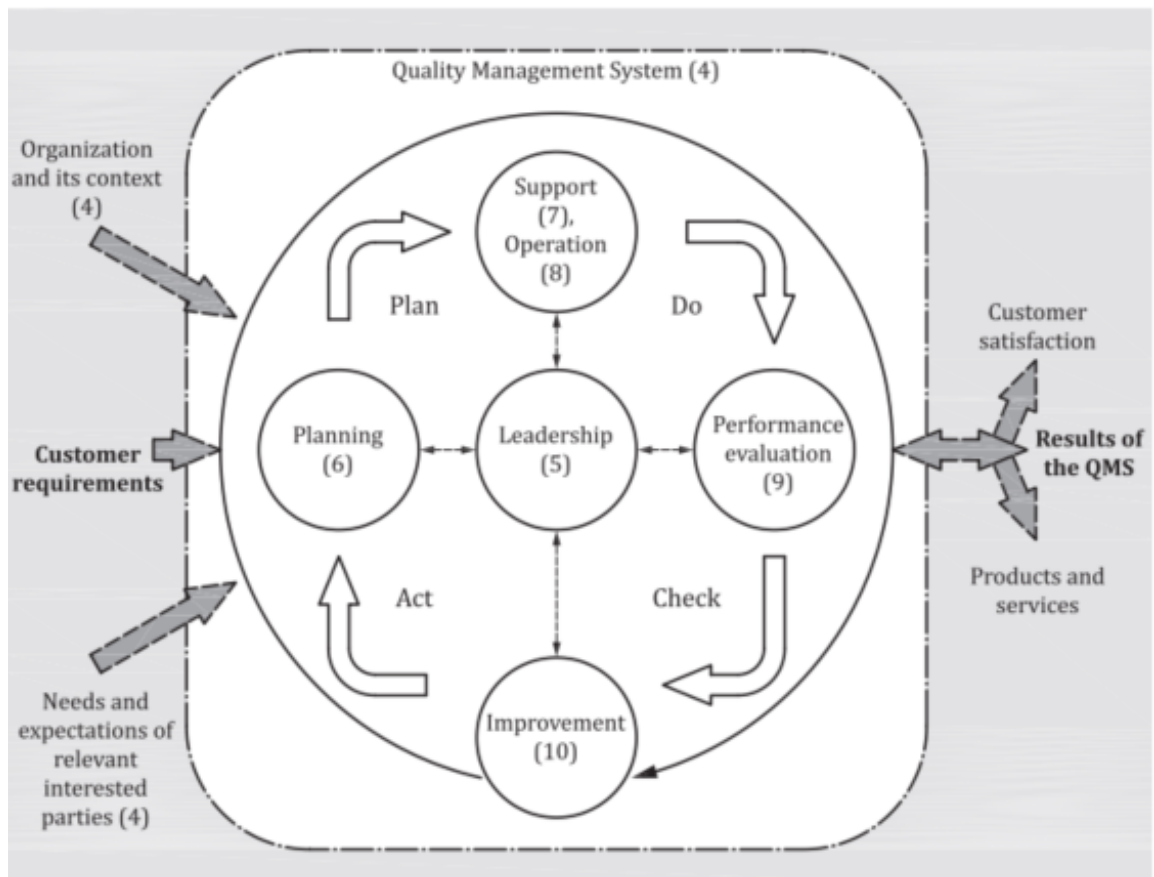 Quality Management System (4)
Organization
and its context
(4)
Support
(7),
Operation
(8)
Plan
Do
Customer
satisfaction
Planning
(6)
Leadership
(5)
Performance
evaluation
(9)
Customer
requirements
Results of
the QMS
Act
Check
Products and
services
Needs and
expectations of
relevant
interested
parties (4)
Improvement
(10)